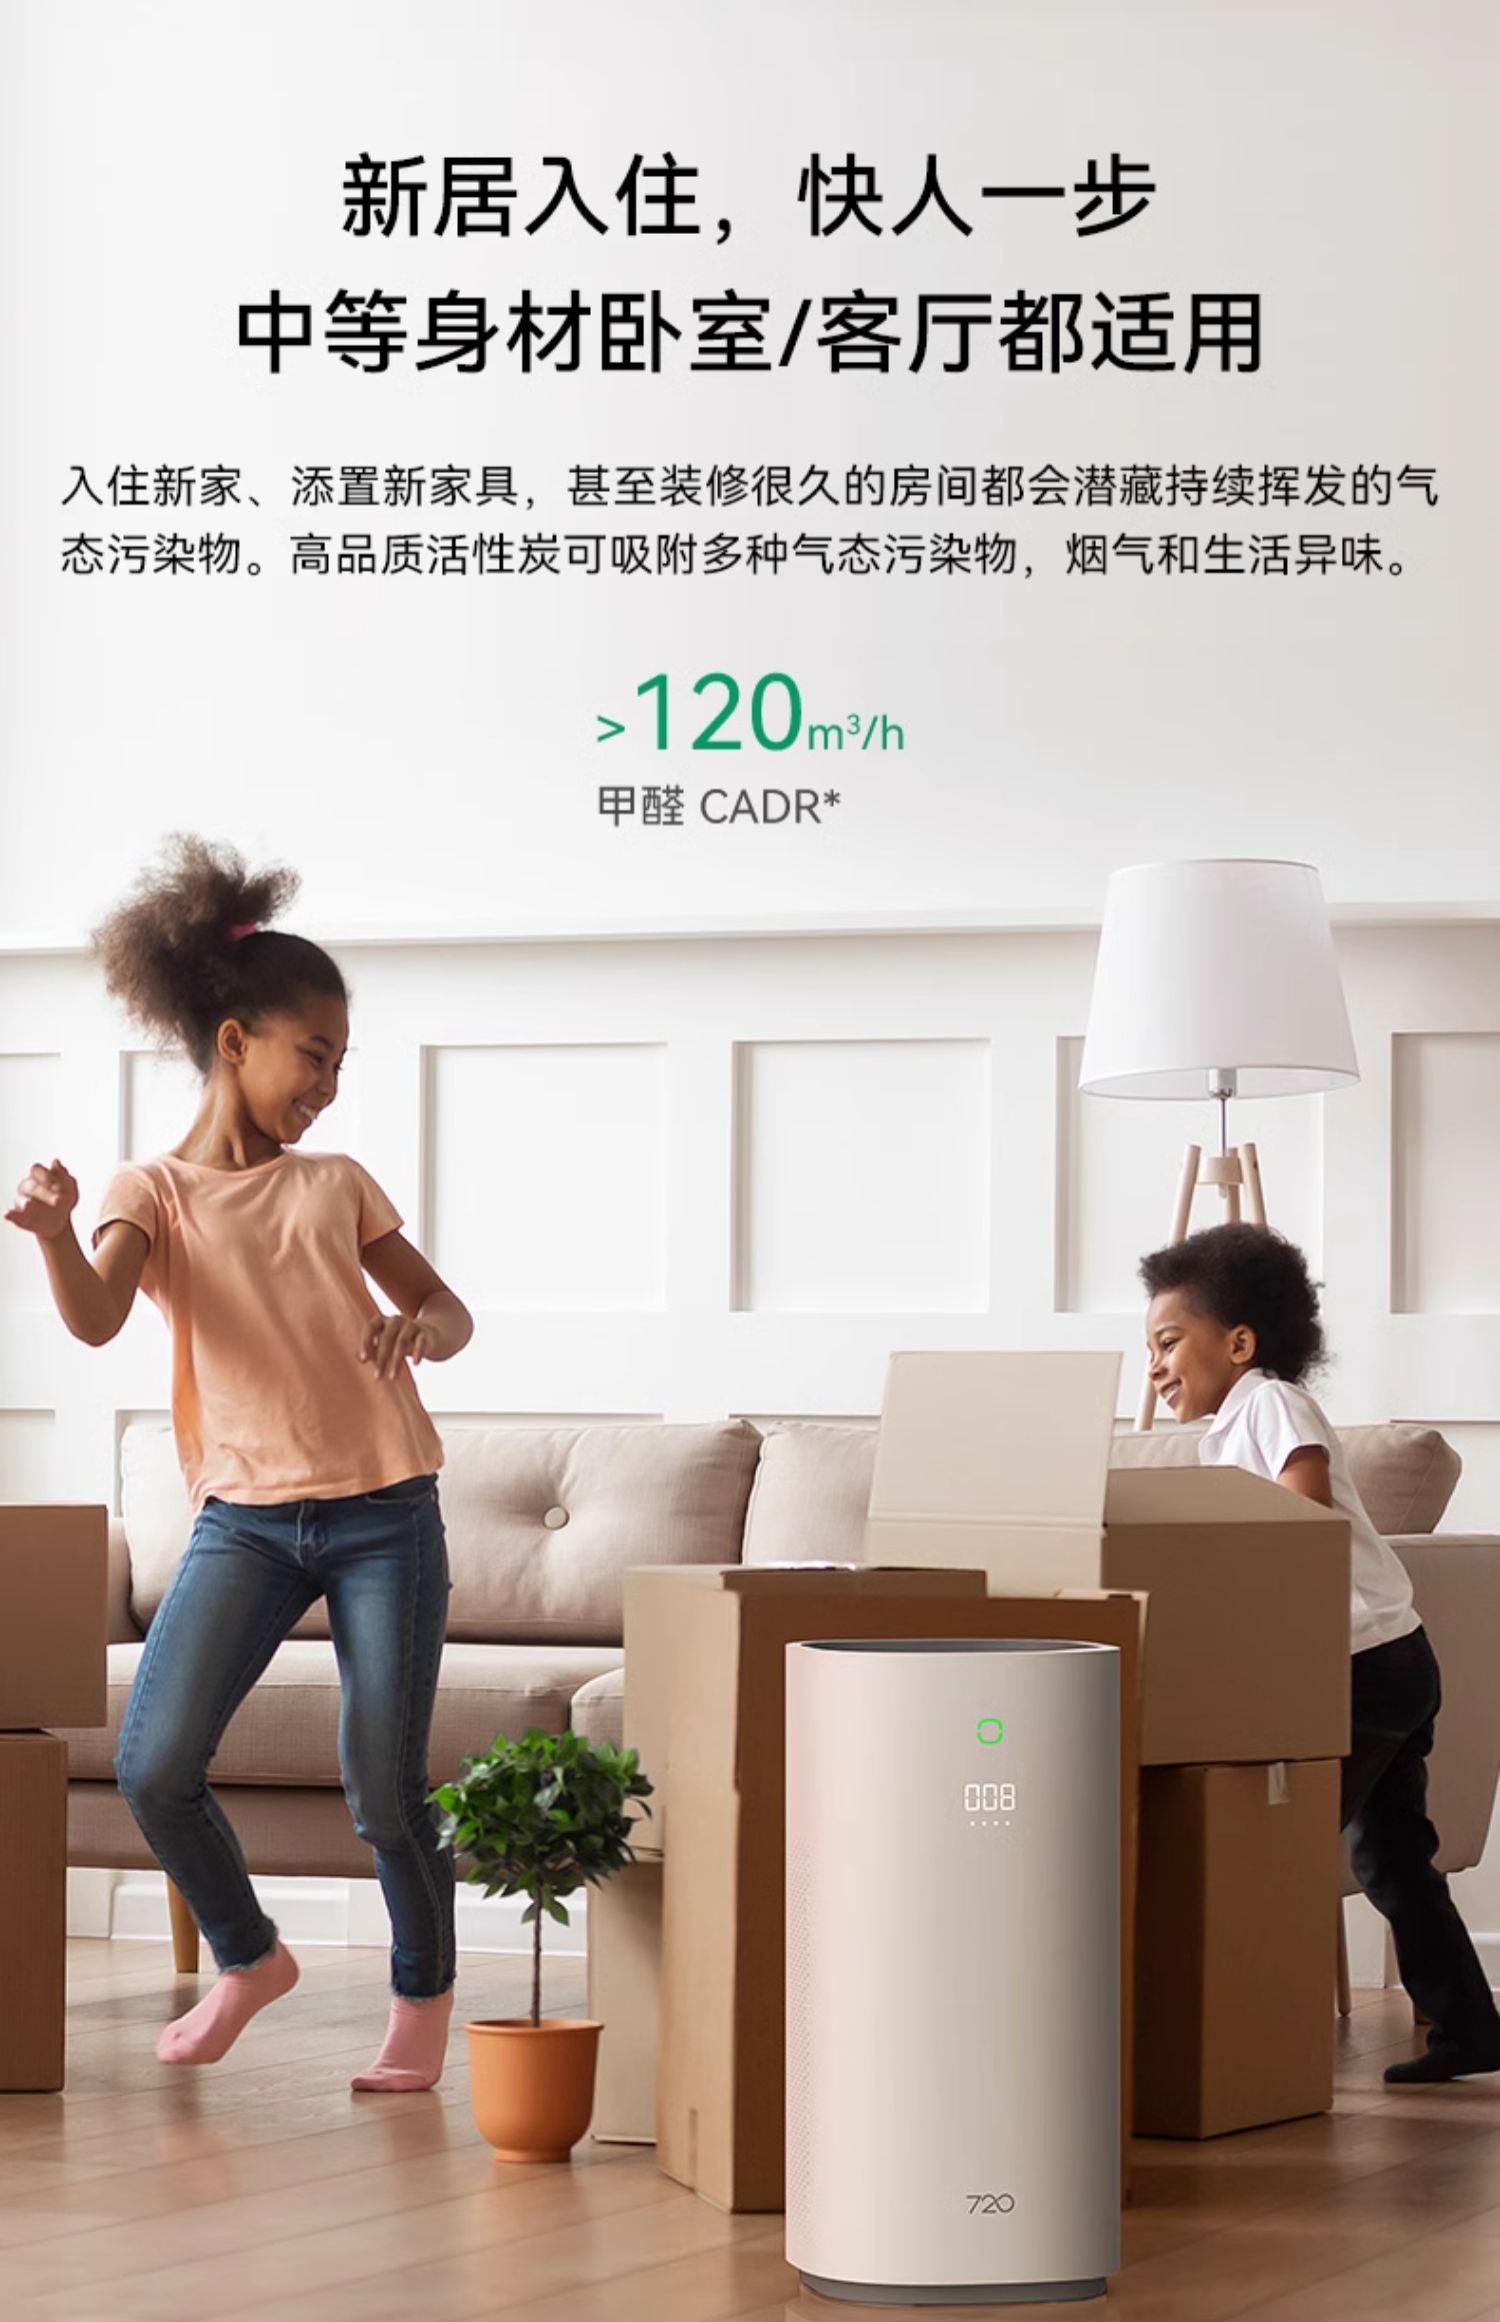 新居入住，快人一步
中等身材卧室/客厅都适用
入住新家、添置新家具，甚至装修很久的房间都会潜藏持续挥发的气
态污染物。高品质活性炭可吸附多种气态污染物，烟气和生活异味。
>120m³/h
甲醛 CADR*
008
720